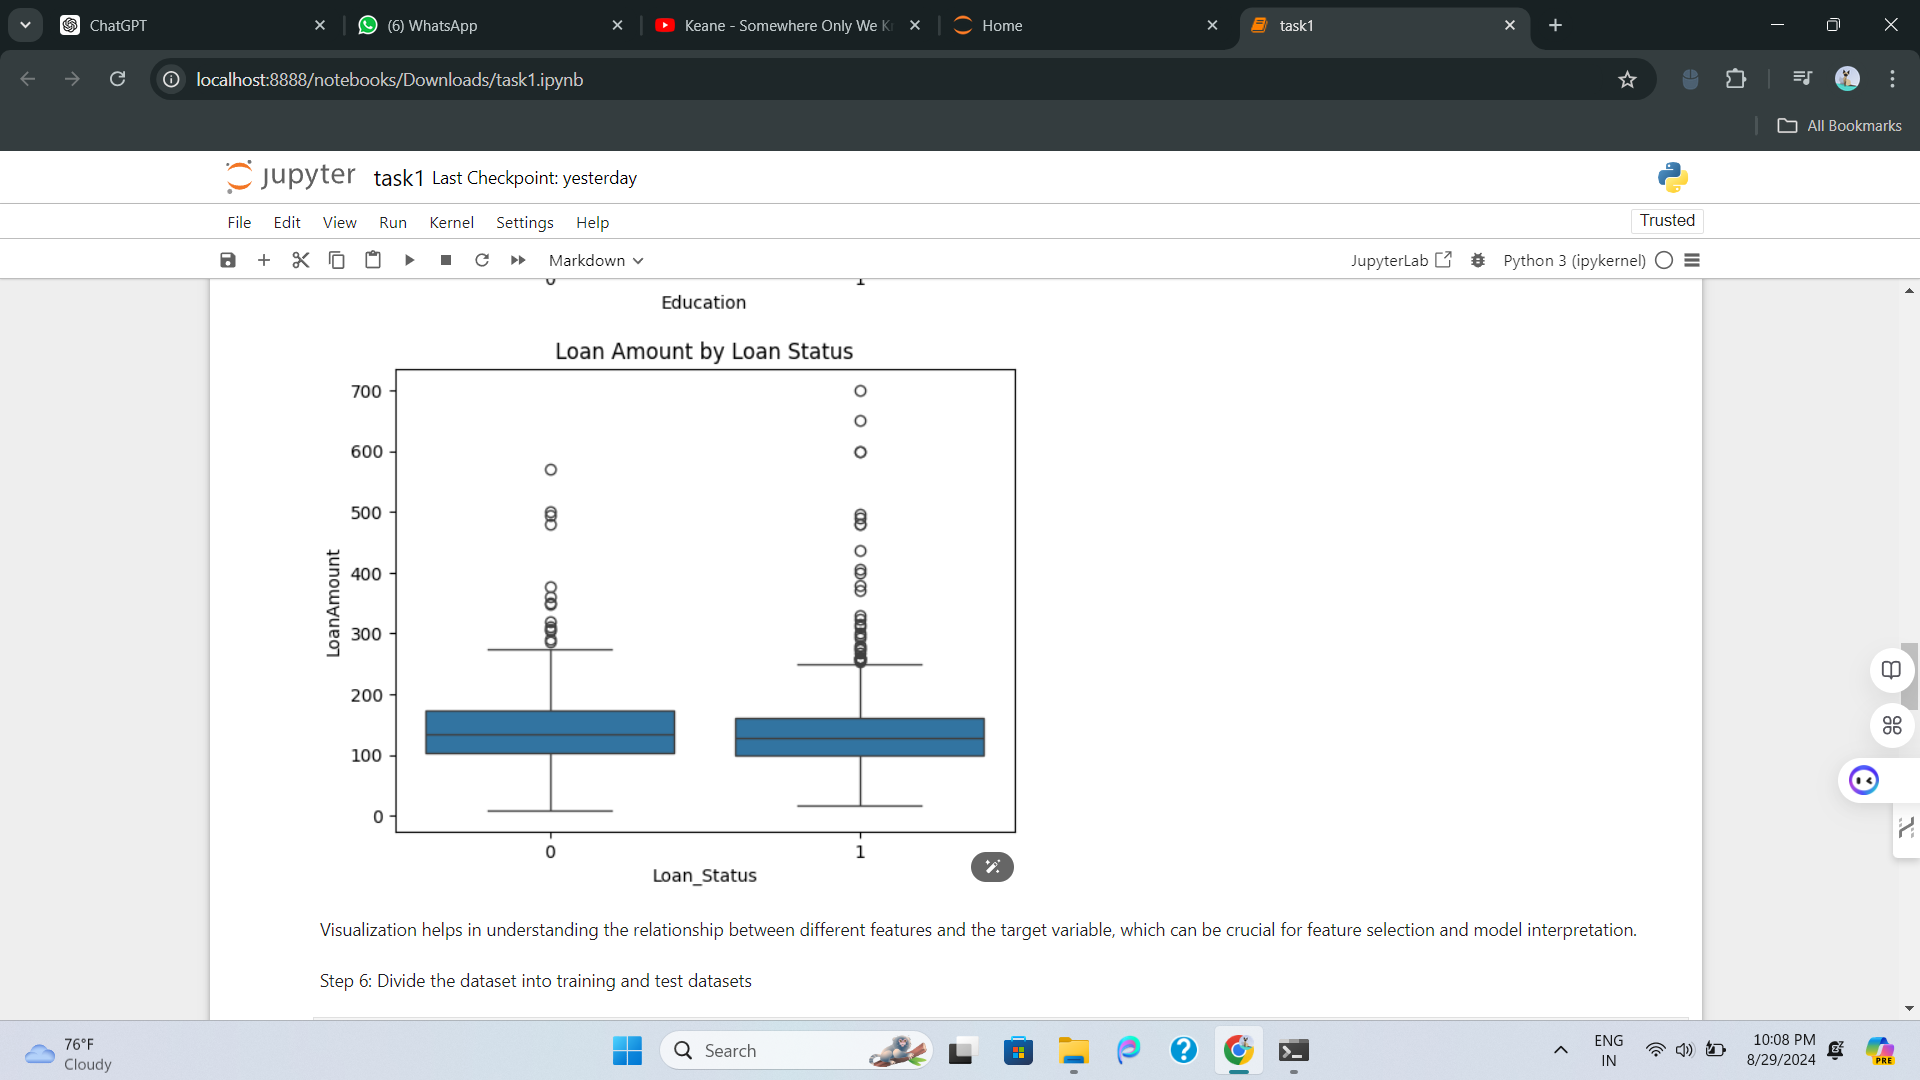 ChatGPT
(6) WhatsApp
Keane - Somewhere Only We K
Home
task1
localhost:8888/notebooks/Downloads/task1.ipynb
All Bookmarks
jupyter task1 Last Checkpoint: yesterday
File Edit View Run Kernel Settings Help
Trusted
Markdown
JupyterLab
Python 3 (ipykernel)
0 1
Education
Loan Amount by Loan Status
700
600
500
400
300
200
100
0
LoanAmount
0 1
Loan_Status
Visualization helps in understanding the relationship between different features and the target variable, which can be crucial for feature selection and model interpretation.
Step 6: Divide the dataset into training and test datasets
76°F
Cloudy
Search
PRE
ENG
IN
10:08 PM
8/29/2024